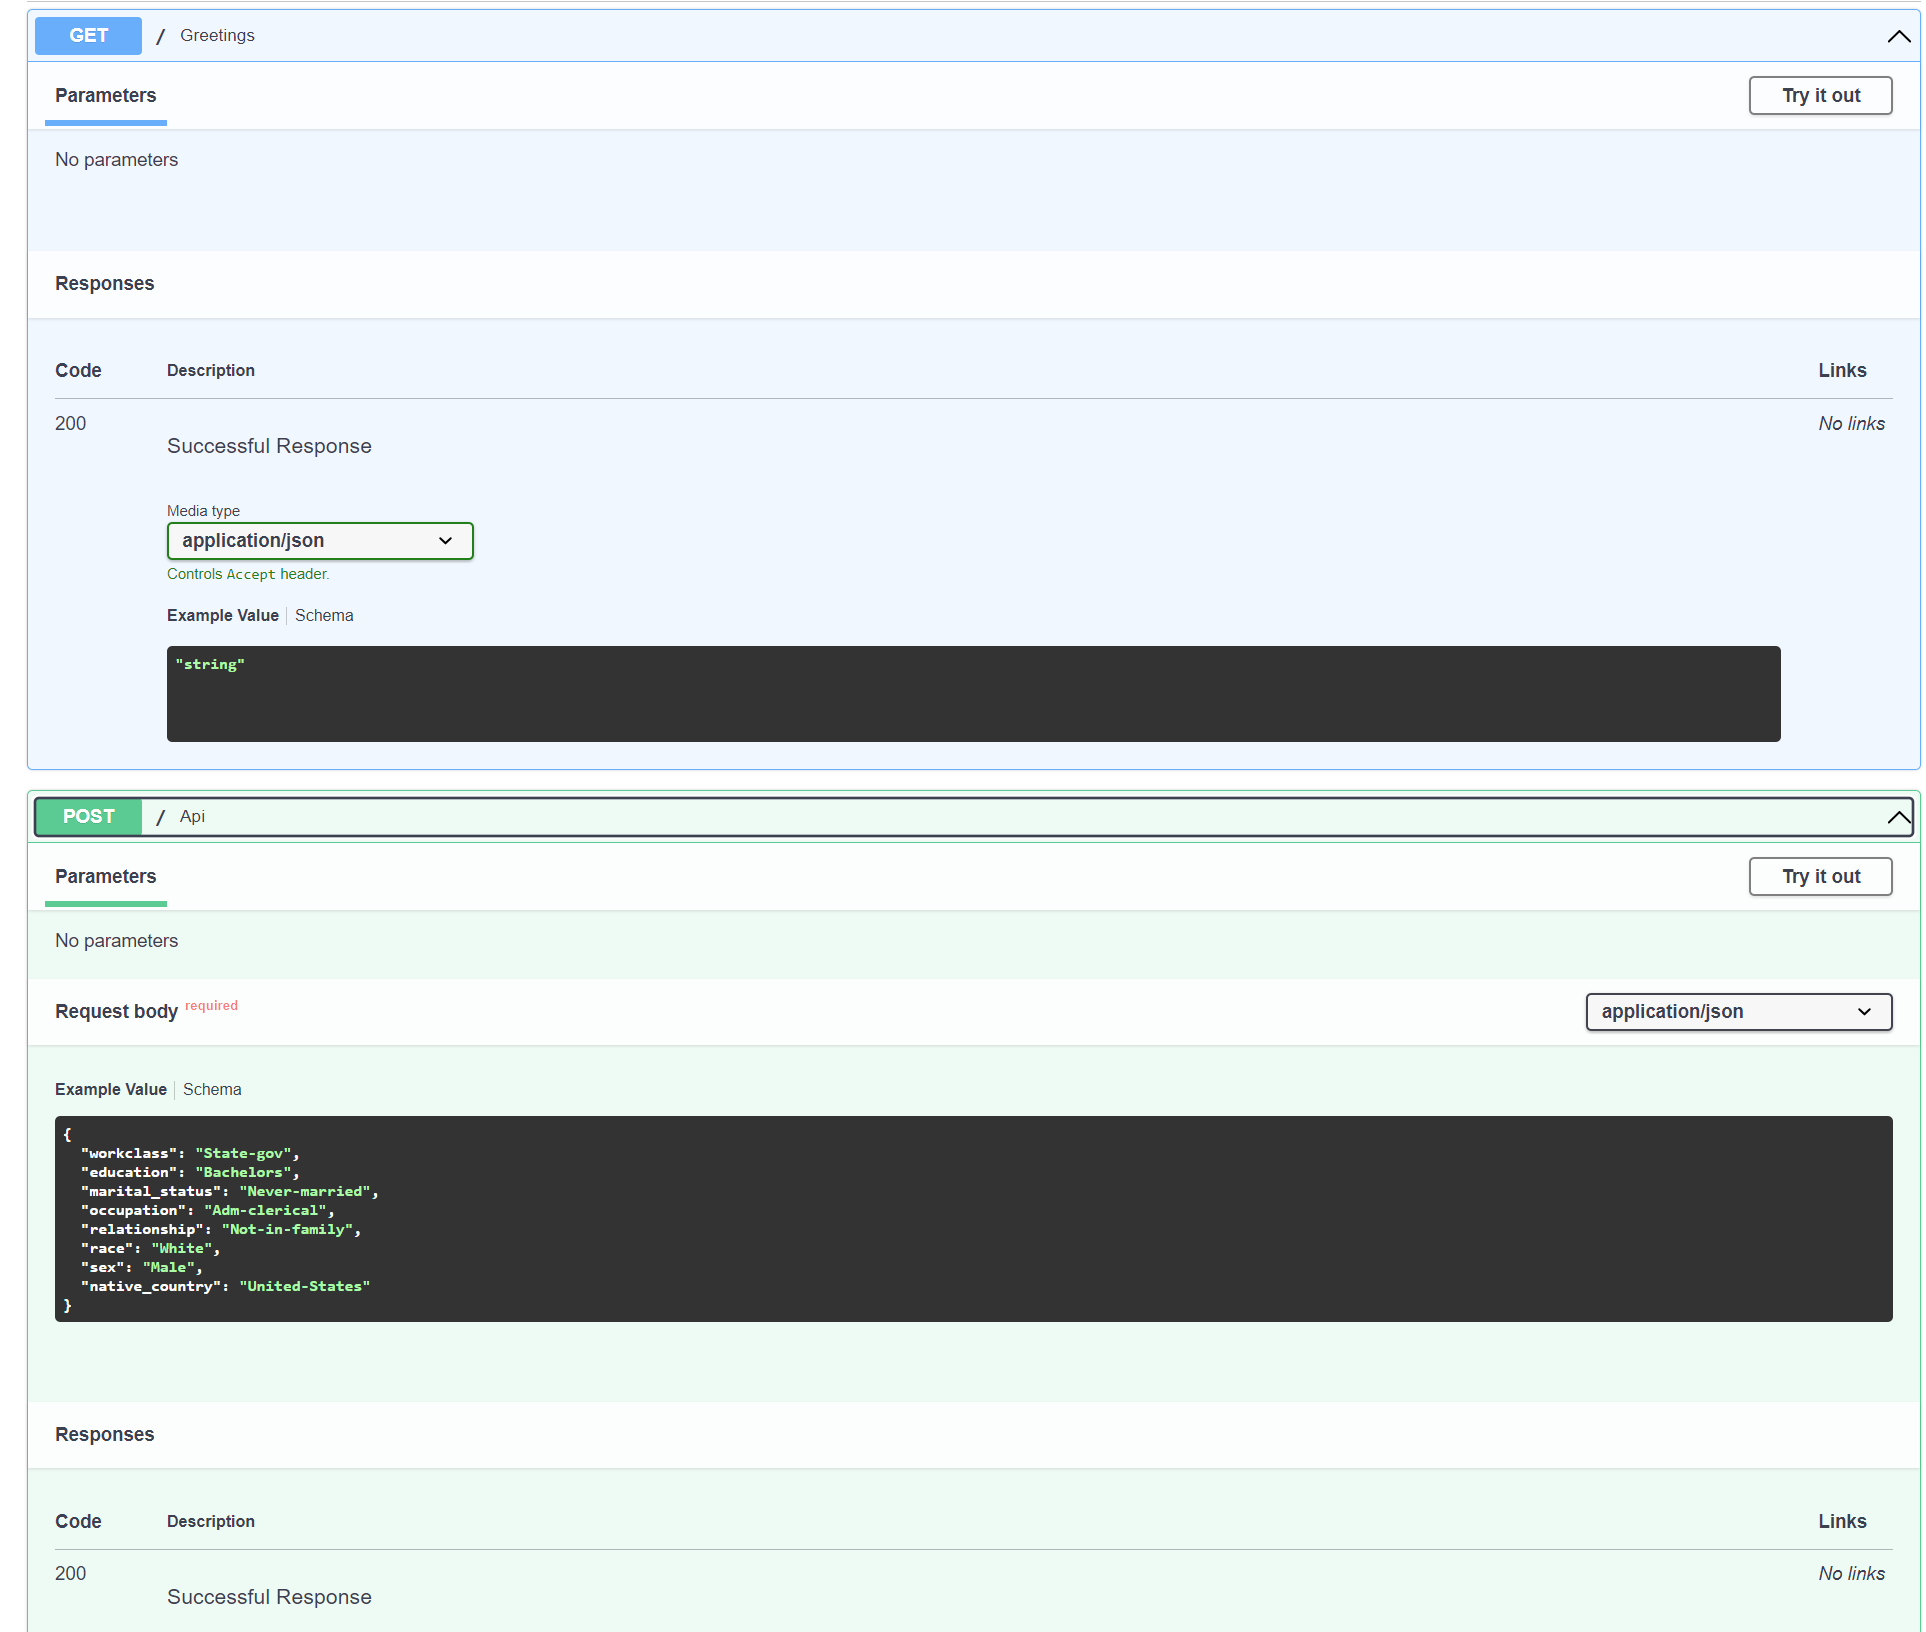 GET / Greetings
Parameters Try it out
No parameters
Responses
Code Description Links
200 No links
Successful Response
Media type
application/json
Controls Accept header.
Example Value Schema
"string"
POST / Api
Parameters Try it out
No parameters
Request body required application/json
Example Value Schema
{
"workclass": "State-gov",
"education": "Bachelors",
"marital_status": "Never-married",
"occupation": "Adm-clerical",
"relationship": "Not-in-family",
"race": "White",
"sex": "Male",
"native_country": "United-States"
}
Responses
Code Description Links
200 No links
Successful Response